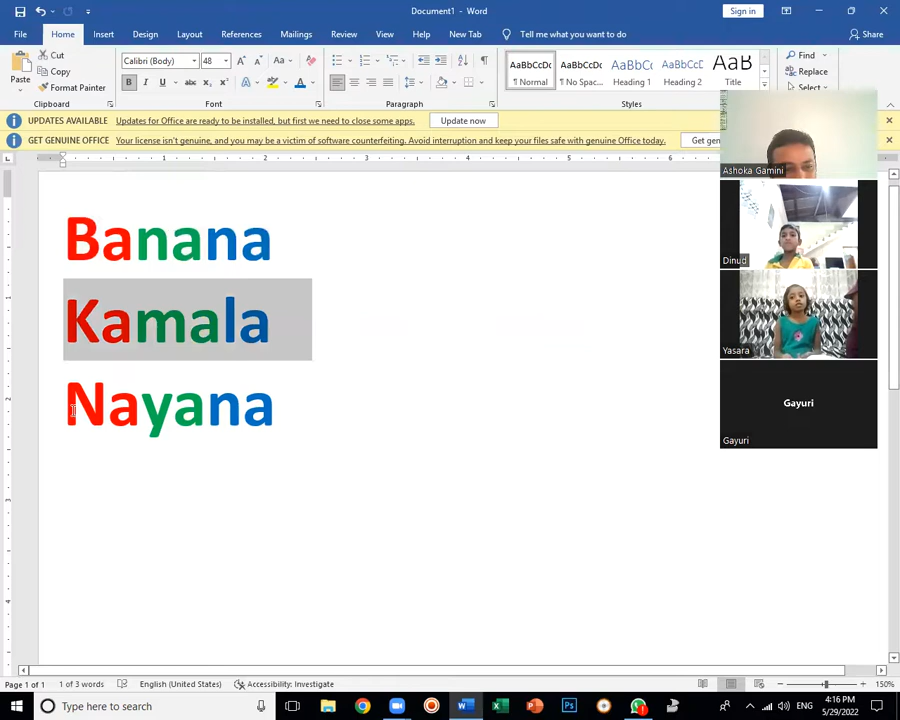 Document1 - Word
Sign in
File Home Insert Design Layout References Mailings Review View Help New Tab Tell me what you want to do Share
Paste
Cut
Copy
Format Painter
Clipboard
Calibri (Body) 48
Font
Paragraph
AaBbCcDc AaBbCcDc AaBbCc AaBbCcD AaB
¶ Normal ¶ No Spac... Heading 1 Heading 2 Title
Styles
Find
Replace
Select
UPDATES AVAILABLE Updates for Office are ready to be installed, but first we need to close some apps. Update now
GET GENUINE OFFICE Your license isn't genuine, and you may be a victim of software counterfeiting. Avoid interruption and keep your files safe with genuine Office today. Get gen
Banana
Kamala
Nayana
Ashoka Gamini
Dinud
Yasara
Gayuri
Gayuri
Page 1 of 1 1 of 3 words English (United States) Accessibility: Investigate 150%
Type here to search
ENG
4:16 PM
5/29/2022